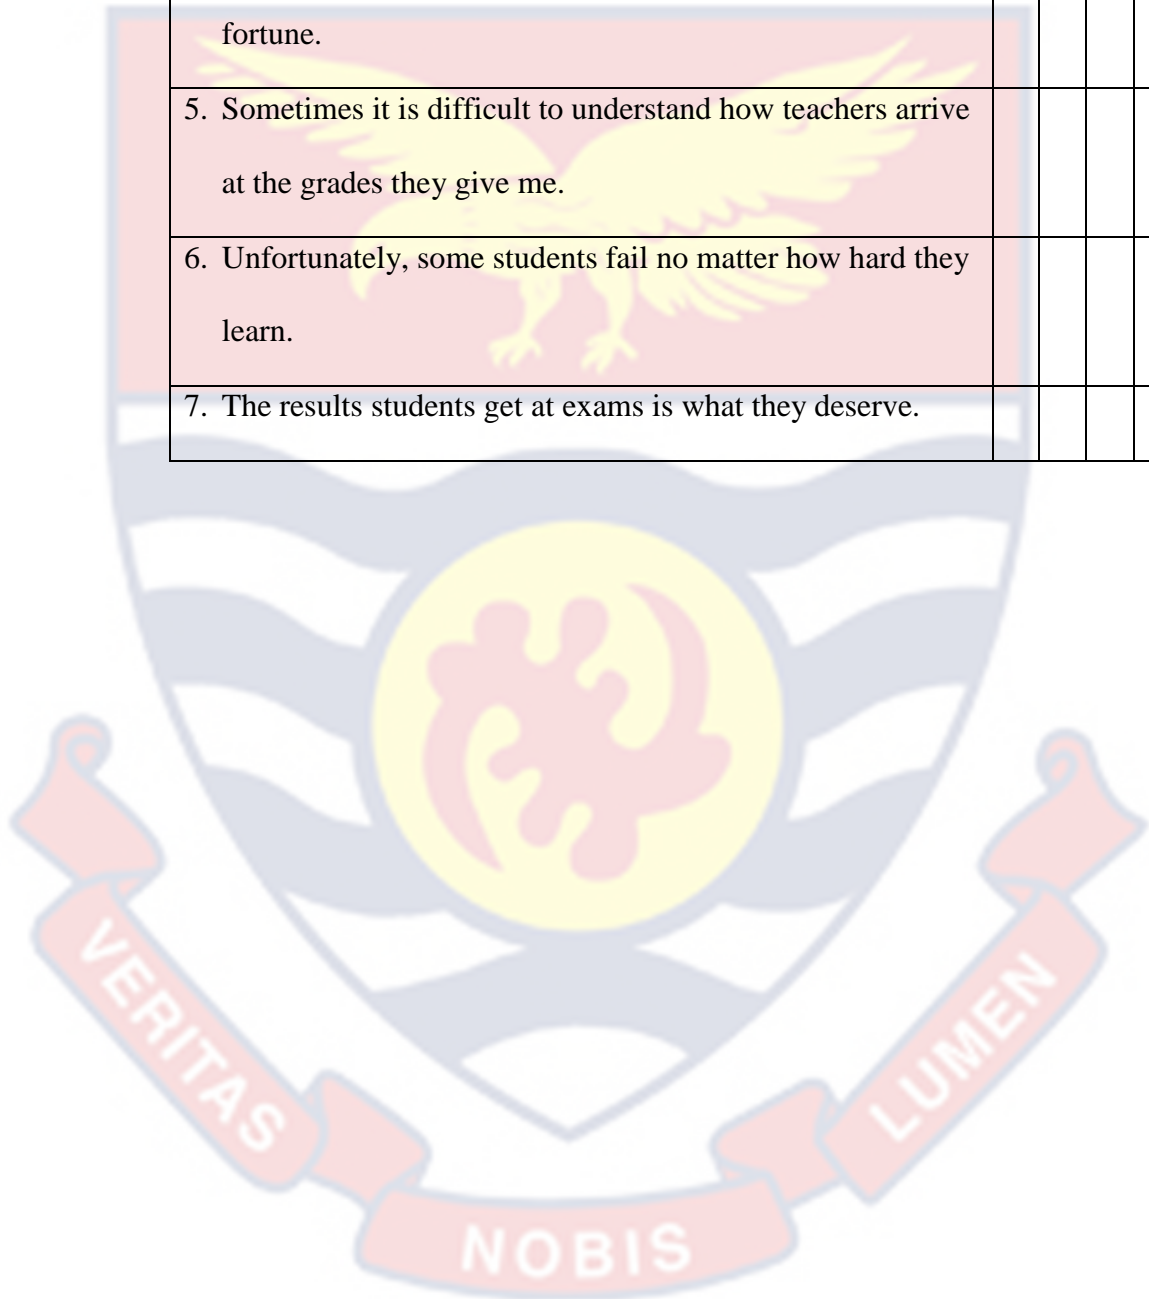 fortune.
5. Sometimes it is difficult to understand how teachers arrive
at the grades they give me.
6. Unfortunately, some students fail no matter how hard they
learn.
7. The results students get at exams is what they deserve.
VERITAS
NOBIS
LUMEN